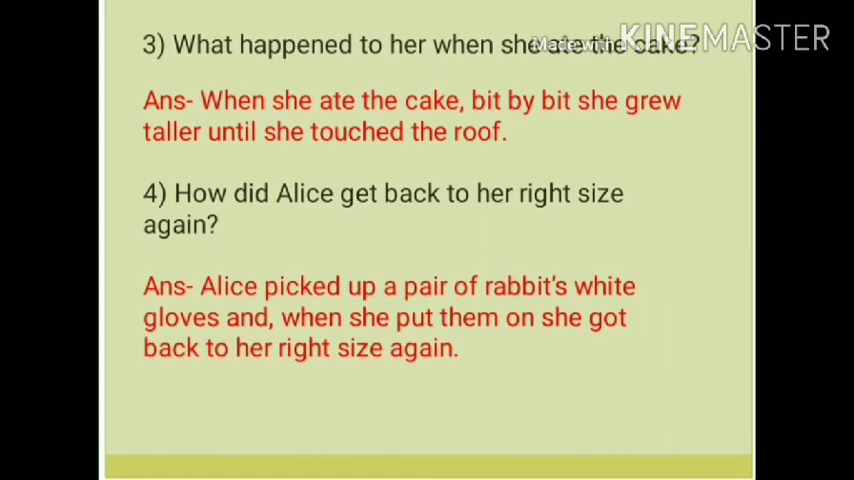 3) What happened to her when she ate the cake?
Made with KINEMASTER
Ans- When she ate the cake, bit by bit she grew
taller until she touched the roof.
4) How did Alice get back to her right size
again?
Ans- Alice picked up a pair of rabbit's white
gloves and, when she put them on she got
back to her right size again.